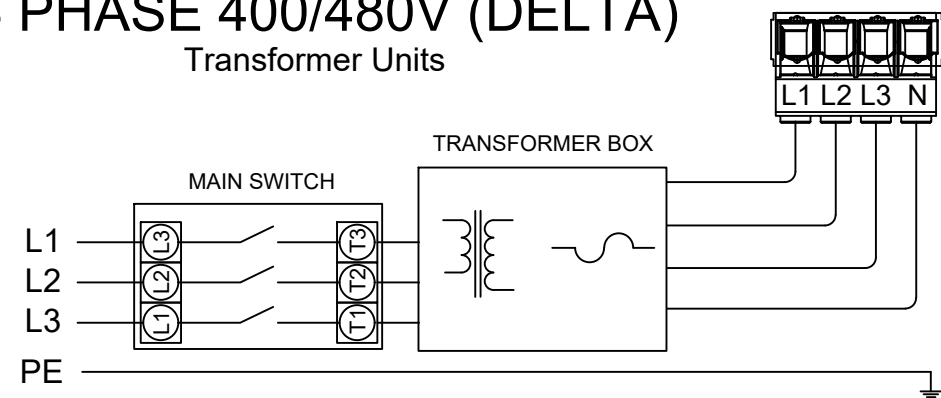 PHASE 400/480V (DELTA)
Transformer Units
L1 L2 L3 N
TRANSFORMER BOX
MAIN SWITCH
L1
L3
T3
L2
L2
T2
L3
L1
T1
PE